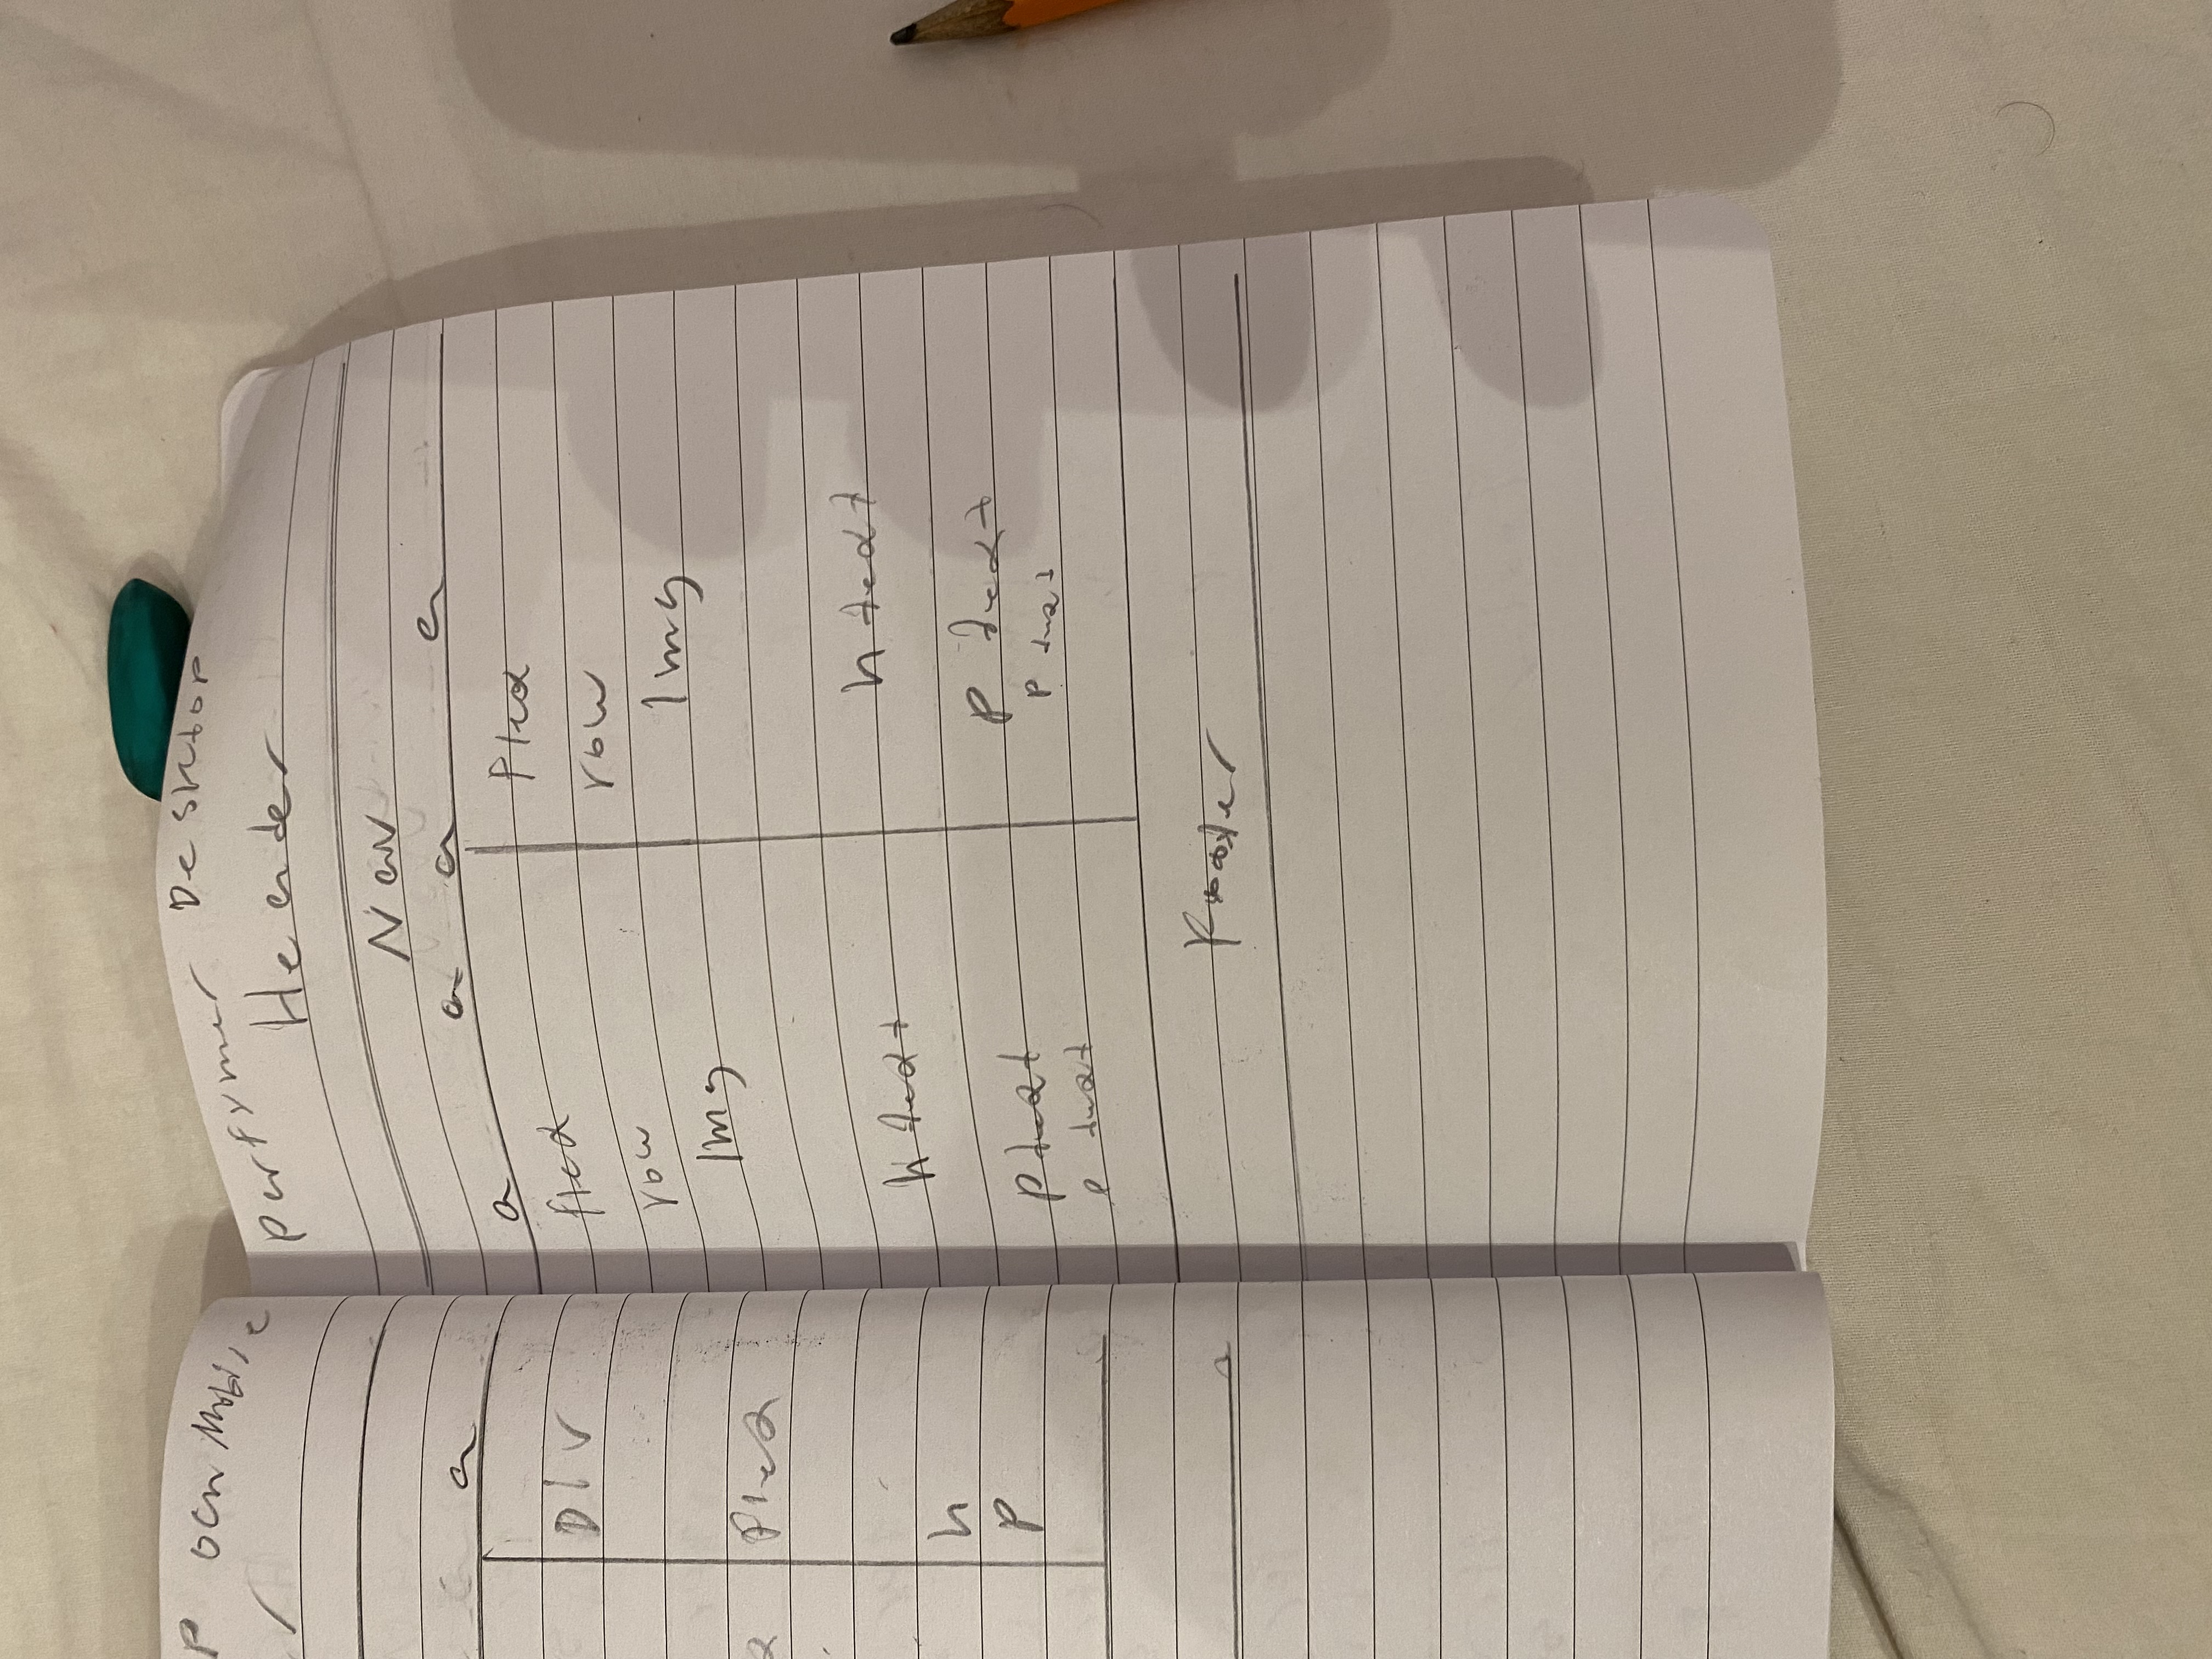 P och Mobile
r
a
DIV
Flex
h
P
a
Parfymer Desktop
Header
Nav
a a a a
flex
row
Img
h text
p text
p text
Flex
row
Img
h text
p text
p text
Footer